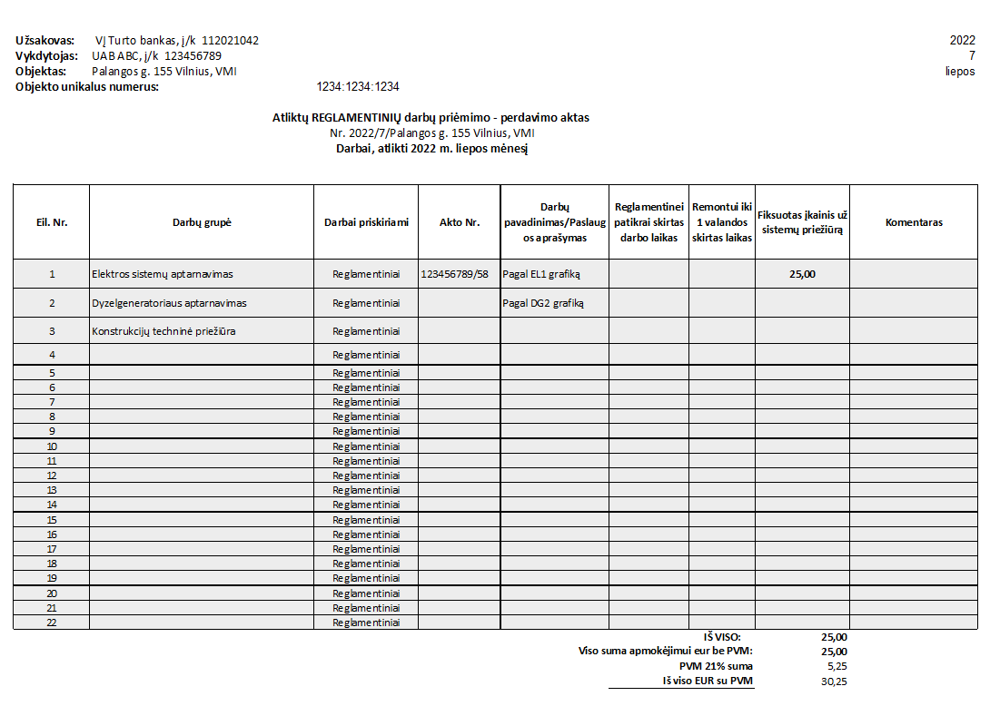 Užsakovas: VĮ Turto bankas, į/k 112021042 2022
Vykdytojas: UAB ABC, į/k 123456789 7
Objektas: Palangos g. 155 Vilnius, VMI liepos
Objekto unikalus numerus: 1234:1234:1234
Atliktų REGLAMENTINIŲ darbų priėmimo - perdavimo aktas
Nr. 2022/7/Palangos g. 155 Vilnius, VMI
Darbai, atlikti 2022 m. liepos mėnesį
Eil. Nr. Darbų grupė Darbai priskiriami Akto Nr. Darbų pavadinimas/Paslaugos aprašymas Reglamentinei patikrai skirtas darbo laikas Remontui iki 1 valandos skirtas laikas Fiksuotas įkainis už sistemų priežiūrą Komentaras
1 Elektros sistemų aptarnavimas Reglamentiniai 123456789/58 Pagal EL1 grafiką 25,00
2 Dyzelgeneratoriaus aptarnavimas Reglamentiniai Pagal DG2 grafiką
3 Konstrukcijų techninė priežiūra Reglamentiniai
4 Reglamentiniai
5 Reglamentiniai
6 Reglamentiniai
7 Reglamentiniai
8 Reglamentiniai
9 Reglamentiniai
10 Reglamentiniai
11 Reglamentiniai
12 Reglamentiniai
13 Reglamentiniai
14 Reglamentiniai
15 Reglamentiniai
16 Reglamentiniai
17 Reglamentiniai
18 Reglamentiniai
19 Reglamentiniai
20 Reglamentiniai
21 Reglamentiniai
22 Reglamentiniai
IŠ VISO: 25,00
Viso suma apmokėjimui eur be PVM: 25,00
PVM 21% suma 5,25
Iš viso EUR su PVM 30,25